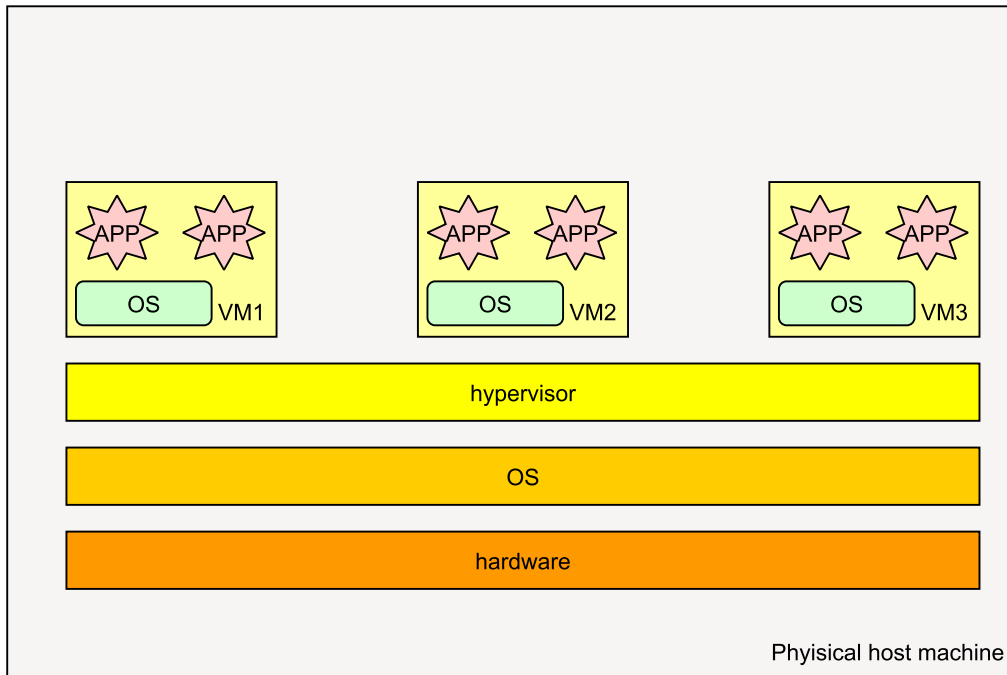 APP APP APP APP APP APP
OS VM1 OS VM2 OS VM3
hypervisor
OS
hardware
Phyisical host machine